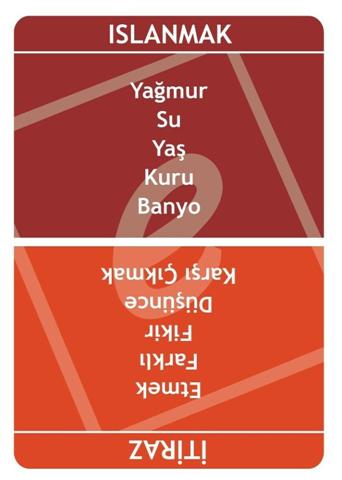 ISLANMAK
Yağmur
Su
Yaş
Kuru
Banyo
İTİRAZ
Etmek
Farklı
Fikir
Düşünce
Karşı Çıkmak